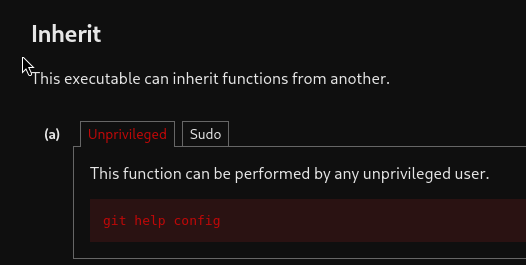 Inherit
This executable can inherit functions from another.
(a) Unprivileged Sudo
This function can be performed by any unprivileged user.
git help config